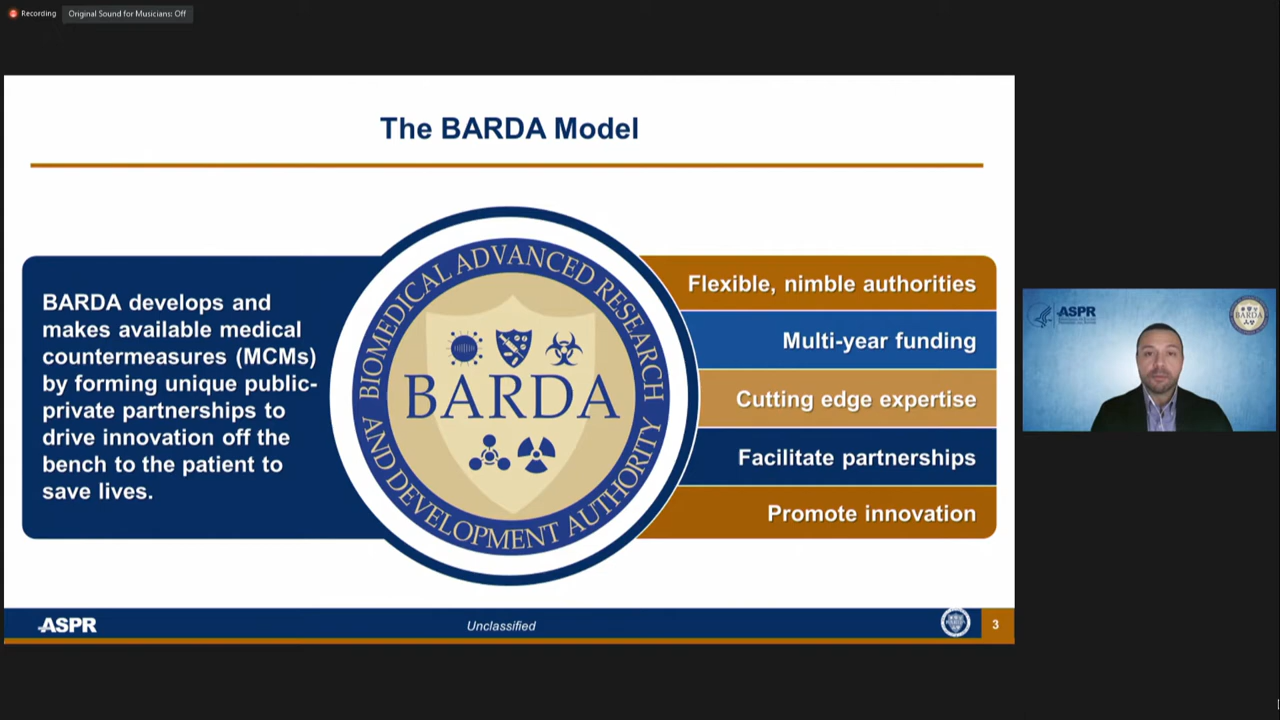 Recording
Original Sound for Musicians: Off
The BARDA Model
BARDA develops and
makes available medical
countermeasures (MCMs)
by forming unique public-
private partnerships to
drive innovation off the
bench to the patient to
save lives.
BIOMEDICAL ADVANCED RESEARCH
AND DEVELOPMENT AUTHORITY
BARDA
Flexible, nimble authorities
Multi-year funding
Cutting edge expertise
Facilitate partnerships
Promote innovation
ASPR
BARDA
ASPR
Unclassified
3